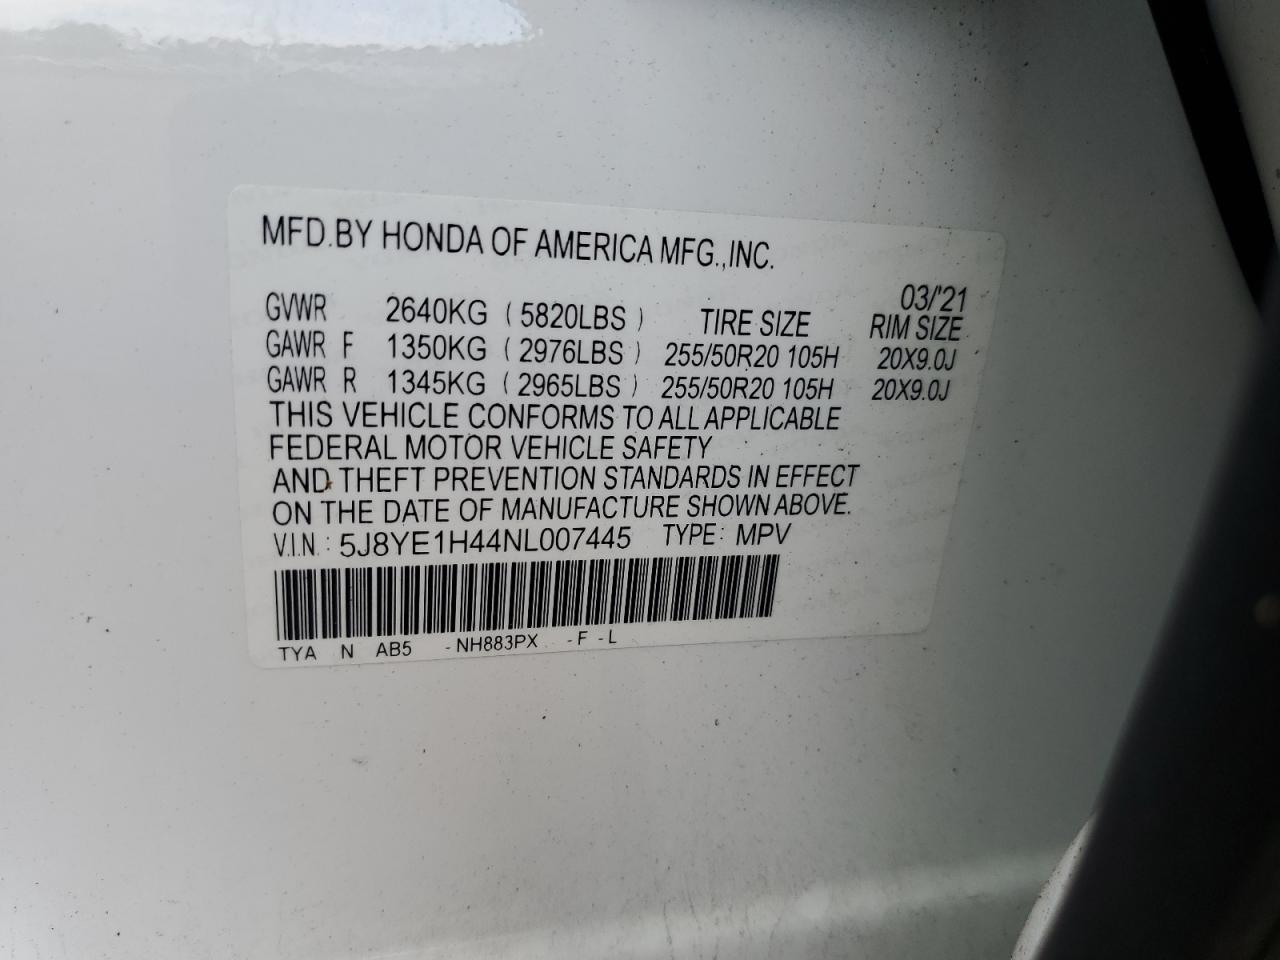 MFD.BY HONDA OF AMERICA MFG.,INC.
03/'21
GVWR 2640KG ( 5820LBS ) TIRE SIZE RIM SIZE
GAWR F 1350KG ( 2976LBS ) 255/50R20 105H 20X9.0J
GAWR R 1345KG ( 2965LBS ) 255/50R20 105H 20X9.0J
THIS VEHICLE CONFORMS TO ALL APPLICABLE
FEDERAL MOTOR VEHICLE SAFETY
AND THEFT PREVENTION STANDARDS IN EFFECT
ON THE DATE OF MANUFACTURE SHOWN ABOVE.
V.I.N.: 5J8YE1H44NL007445 TYPE: MPV
TYA N AB5 -NH883PX -F -L